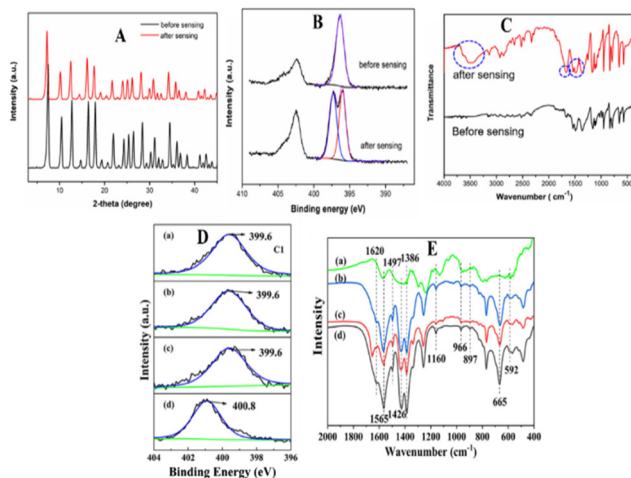 A
before sensing
after sensing
Intensity (a.u.)
10 20 30 40
2-theta (degree)
B
before sensing
after sensing
Intensity (a.u.)
410 405 400 395 390
Binding energy (eV)
C
after sensing
Before sensing
Transmittance
4000 3500 3000 2500 2000 1500 1000 500
Wavenumber ( cm⁻¹)
D
(a) 399.6
C1
(b) 399.6
(c) 399.6
(d) 400.8
Intensity (a.u.)
404 402 400 398 396
Binding Energy (eV)
E
(a) 1620 1497 1386
(b)
(c)
(d)
1160 966 897 592
1565 1426 665
Intensity
2000 1800 1600 1400 1200 1000 800 600 400
Wavenumber (cm⁻¹)